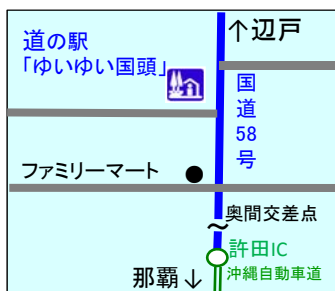 ↑辺戸
道の駅
「ゆいゆい国頭」
国道58号
ファミリーマート
奥間交差点
許田IC
沖縄自動車道
那覇↓